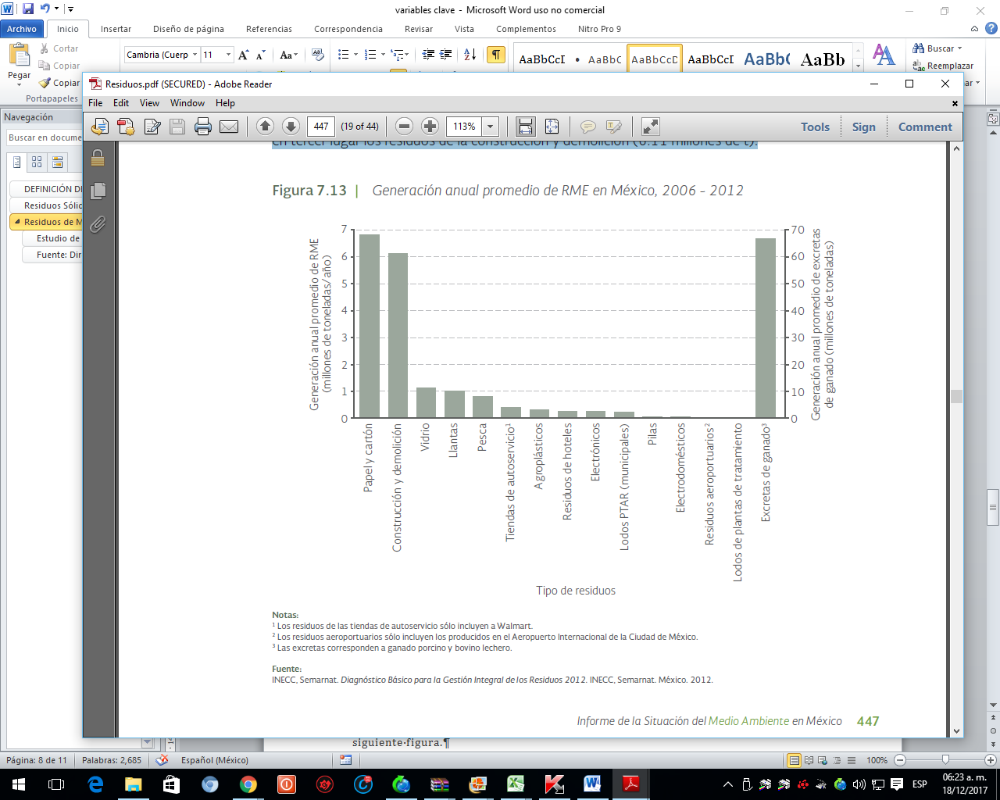 variables clave - Microsoft Word uso no comercial
Archivo Inicio Insertar Diseño de página Referencias Correspondencia Revisar Vista Complementos Nitro Pro 9
Pegar
Cortar
Copiar
Copiar
Portapapeles
Cambria (Cuerp 11
AaBbCcI • AaBbC AaBbCcD AaBbCcI AaBbC AaBb
Buscar
Reemplazar
Navegación
Buscar en docume
DEFINICIÓN DE
Residuos Sólic
Residuos de M
Estudio de
Fuente: Dir
Residuos.pdf (SECURED) - Adobe Reader
File Edit View Window Help
447 (19 of 44) 113% Tools Sign Comment
en tercer lugar los residuos de la construcción y demolición (6.11 millones de t).
Figura 7.13 | Generación anual promedio de RME en México, 2006 - 2012
Generación anual promedio de RME
(millones de toneladas/año)
7
6
5
4
3
2
1
0
70
60
50
40
30
20
10
0
Generación anual promedio de excretas
de ganado (millones de toneladas)
Papel y cartón
Construcción y demolición
Vidrio
Llantas
Pesca
Tiendas de autoservicio¹
Agroplásticos
Residuos de hoteles
Electrónicos
Lodos PTAR (municipales)
Pilas
Electrodomésticos
Residuos aeroportuarios²
Lodos de plantas de tratamiento
Excretas de ganado³
Tipo de residuos
Notas:
¹ Los residuos de las tiendas de autoservicio sólo incluyen a Walmart.
² Los residuos aeroportuarios sólo incluyen los producidos en el Aeropuerto Internacional de la Ciudad de México.
³ Las excretas corresponden a ganado porcino y bovino lechero.
Fuente:
INECC, Semarnat. Diagnóstico Básico para la Gestión Integral de los Residuos 2012. INECC, Semarnat. México. 2012.
Informe de la Situación del Medio Ambiente en México 447
siguiente·figura.¶
Página: 8 de 11 Palabras: 2,685 Español (México) 100%
ESP
06:23 a. m.
18/12/2017